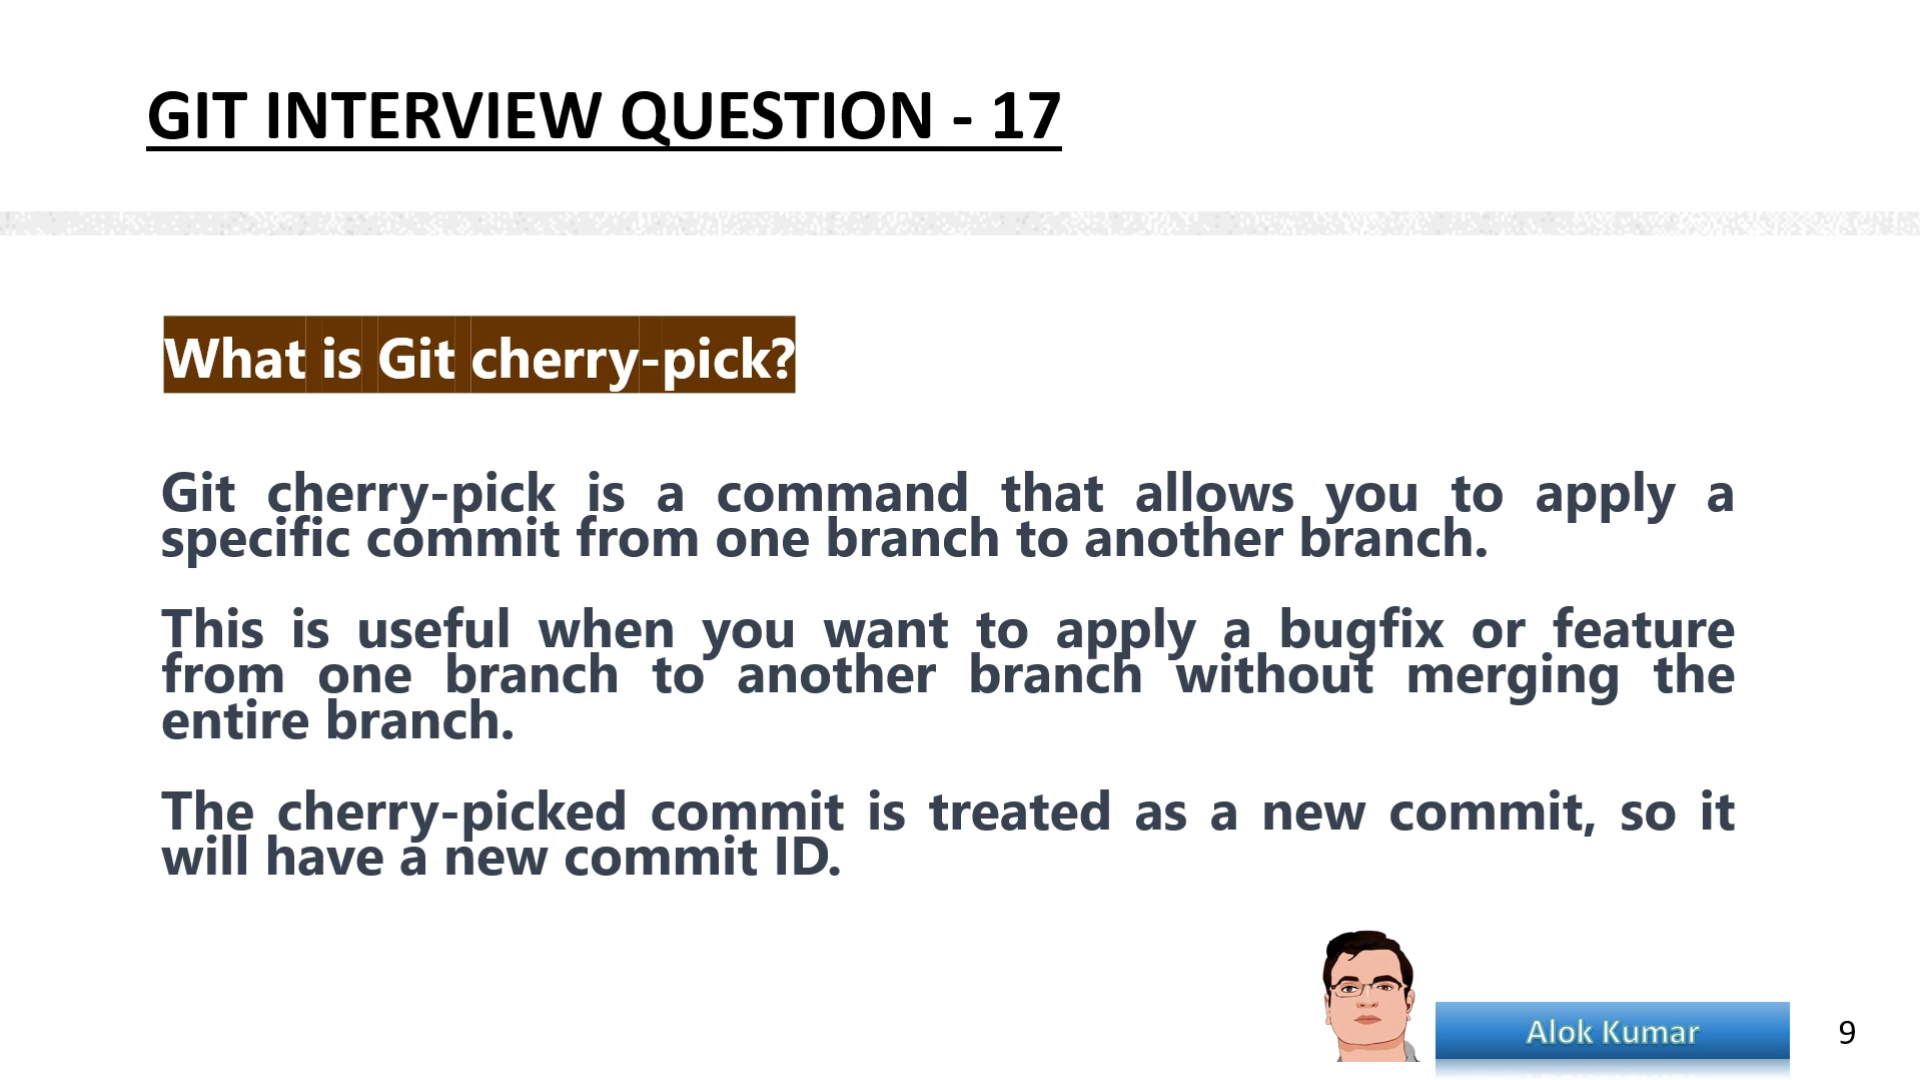 GIT INTERVIEW QUESTION - 17
What is Git cherry-pick?
Git cherry-pick is a command that allows you to apply a
specific commit from one branch to another branch.
This is useful when you want to apply a bugfix or feature
from one branch to another branch without merging the
entire branch.
The cherry-picked commit is treated as a new commit, so it
will have a new commit ID.
Alok Kumar
9